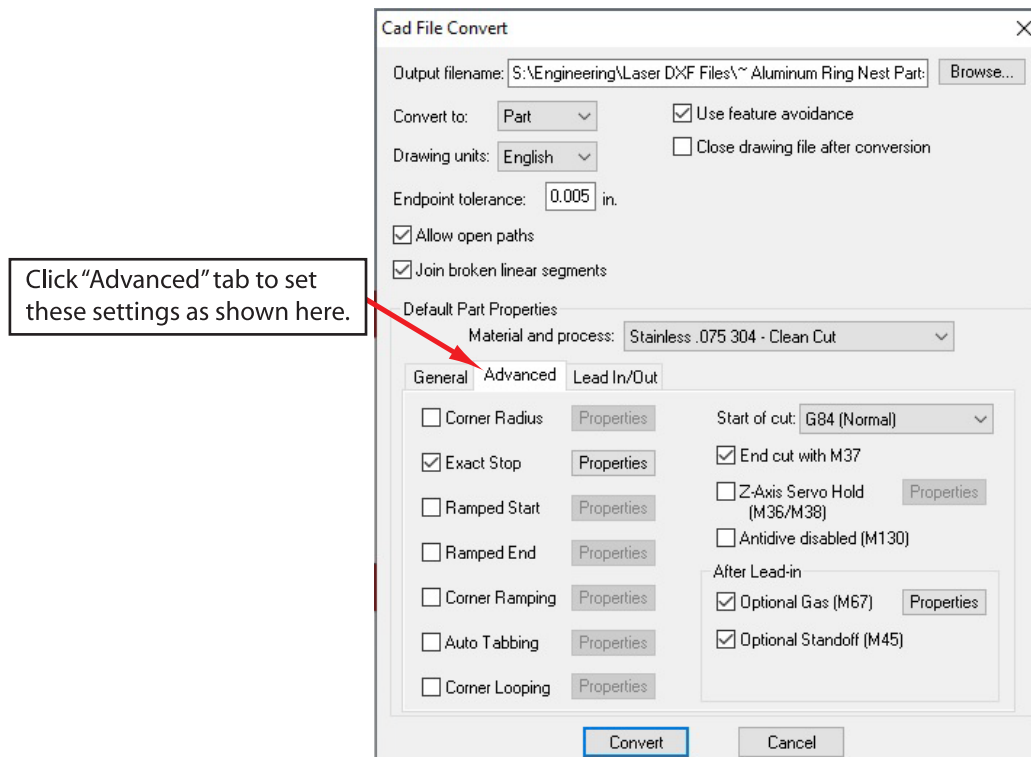 Cad File Convert
Output filename: S:\Engineering\Laser DXF Files\~ Aluminum Ring Nest Part: Browse...
Convert to: Part
Use feature avoidance
Drawing units: English
Close drawing file after conversion
Endpoint tolerance: 0.005 in.
Allow open paths
Join broken linear segments
Click "Advanced" tab to set
these settings as shown here.
Default Part Properties
Material and process: Stainless .075 304 - Clean Cut
General Advanced Lead In/Out
Corner Radius Properties
Start of cut: G84 (Normal)
Exact Stop Properties
End cut with M37
Ramped Start Properties
Z-Axis Servo Hold Properties
(M36/M38)
Ramped End Properties
Antidive disabled (M130)
After Lead-in
Corner Ramping Properties
Optional Gas (M67) Properties
Auto Tabbing Properties
Optional Standoff (M45)
Corner Looping Properties
Convert Cancel